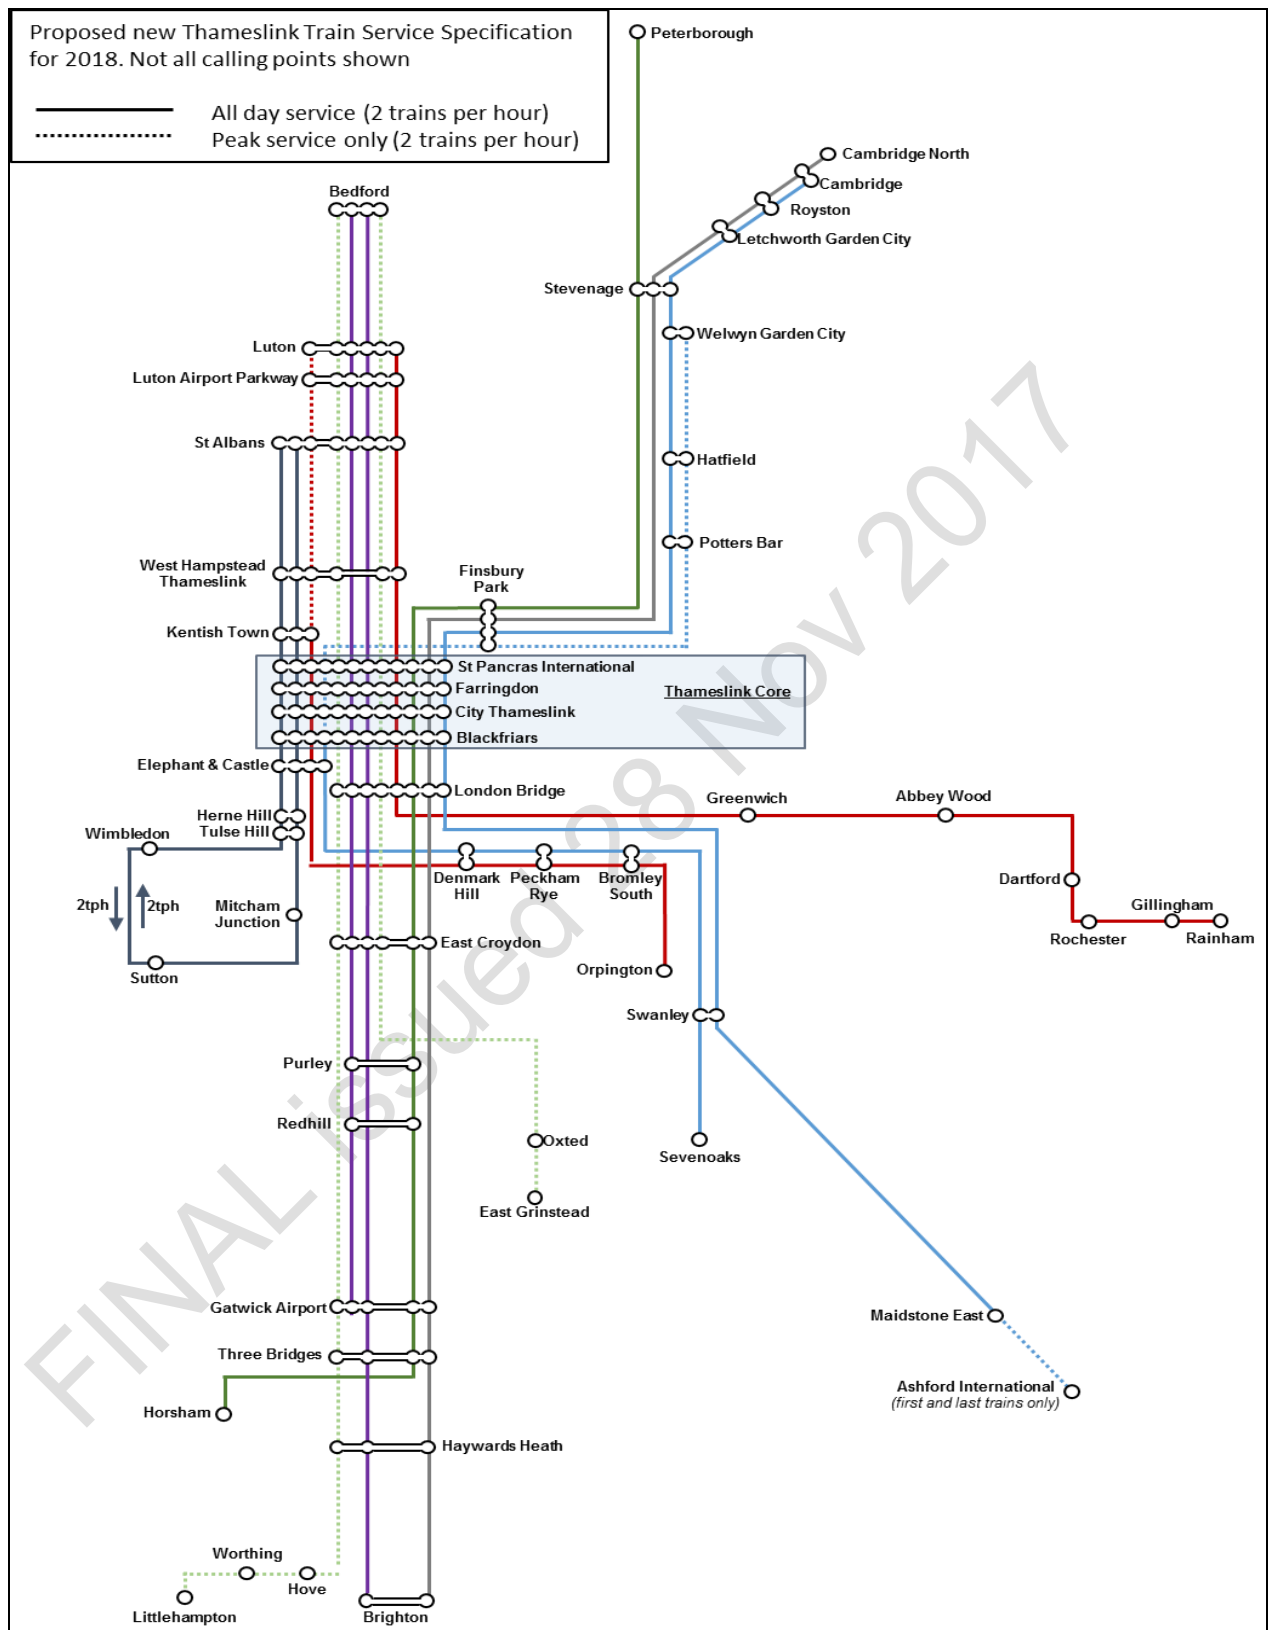 Proposed new Thameslink Train Service Specification
for 2018. Not all calling points shown
All day service (2 trains per hour)
Peak service only (2 trains per hour)
Peterborough
Cambridge North
Cambridge
Royston
Letchworth Garden City
Bedford
Stevenage
Welwyn Garden City
Luton
Luton Airport Parkway
St Albans
Hatfield
Potters Bar
West Hampstead
Thameslink
Finsbury
Park
Kentish Town
St Pancras International
Farringdon
Thameslink Core
City Thameslink
Blackfriars
Elephant & Castle
London Bridge
Greenwich
Abbey Wood
Herne Hill
Tulse Hill
Wimbledon
Denmark
Hill
Peckham
Rye
Bromley
South
Dartford
2tph
2tph
Mitcham
Junction
Gillingham
Rochester
Rainham
East Croydon
Sutton
Orpington
Swanley
Purley
Redhill
Oxted
Sevenoaks
East Grinstead
Gatwick Airport
Maidstone East
Three Bridges
Ashford International
(first and last trains only)
Horsham
Haywards Heath
Worthing
Hove
Littlehampton
Brighton
FINAL issued 28 Nov 2017